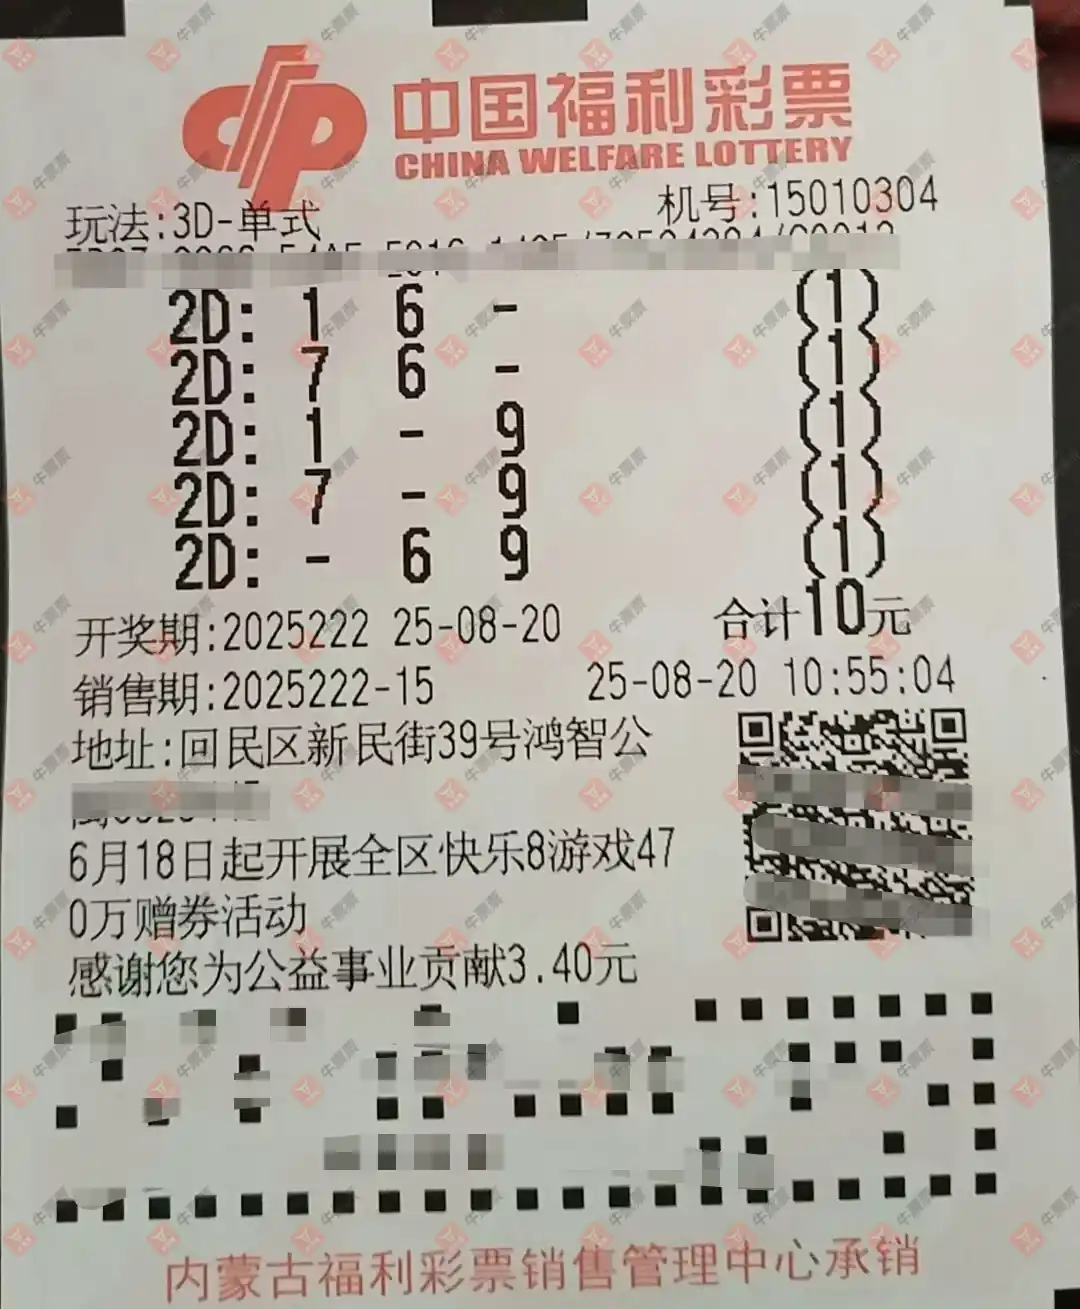 中国福利彩票
CHINA WELFARE LOTTERY
玩法:3D-单式 机号:15010304
2D: 1 6 - (1)
2D: 7 6 - (1)
2D: 1 - 9 (1)
2D: 7 - 9 (1)
2D: - 6 9 (1)
开奖期:2025222 25-08-20 合计10元
销售期:2025222-15 25-08-20 10:55:04
地址:回民区新民街39号鸿智公
6月18日起开展全区快乐8游戏47
0万赠券活动
感谢您为公益事业贡献3.40元
内蒙古福利彩票销售管理中心承销
牛票票